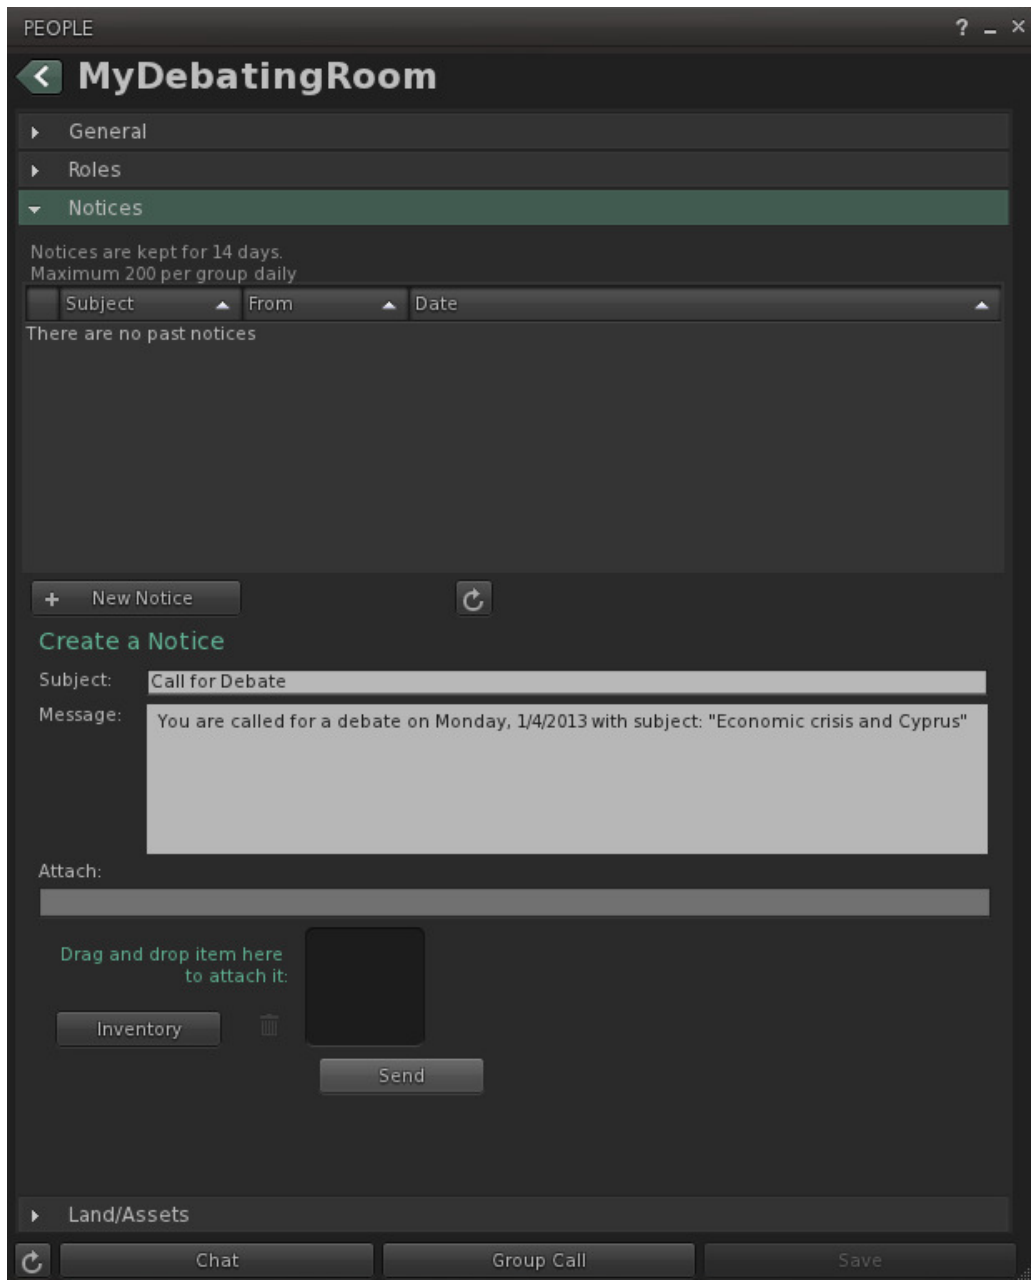 PEOPLE ? _ ×
MyDebatingRoom
General
Roles
Notices
Notices are kept for 14 days.
Maximum 200 per group daily
Subject From Date
There are no past notices
+ New Notice
Create a Notice
Subject: Call for Debate
Message: You are called for a debate on Monday, 1/4/2013 with subject: "Economic crisis and Cyprus"
Attach:
Drag and drop item here
to attach it:
Inventory
Send
Land/Assets
Chat Group Call Save